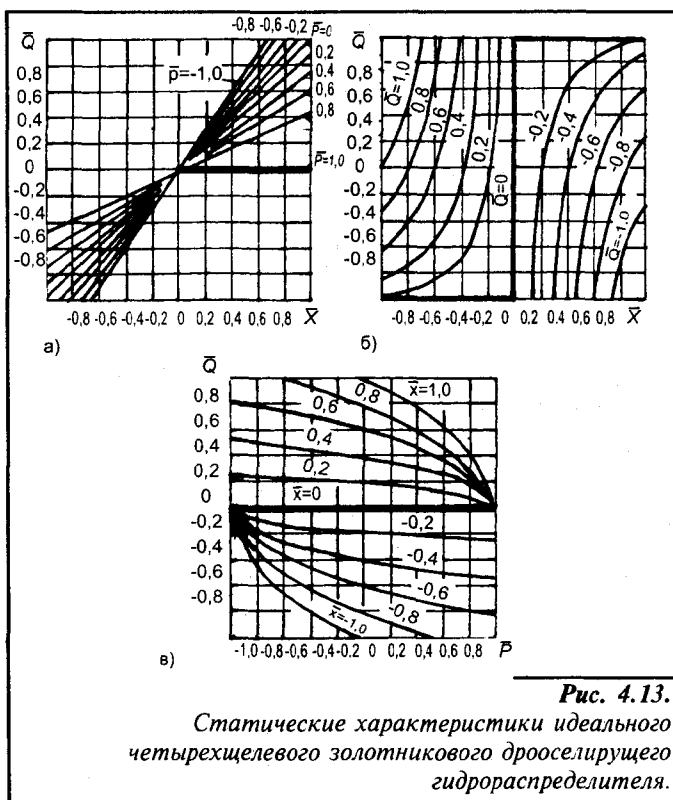 Q̄ -0,8 -0,6 -0,2 P̄=0
0,8 p̄=-1,0 0,2
0,6 0,4
0,4 0,6
0,2 0,8
0 P̄=1,0
-0,2
-0,4
-0,6
-0,8
-0,8 -0,6 -0,4 -0,2 0 0,2 0,4 0,6 0,8 X̄
а)
Q̄
0,8
0,6
0,4
0,2
0
-0,2
-0,4
-0,6
-0,8
Q̄=1,0 0,8 0,6 0,4 0,2 Q̄=0 -0,2 -0,4 -0,6 -0,8 Q̄=-1,0
-0,8 -0,6 -0,4 -0,2 0 0,2 0,4 0,6 0,8 X̄
б)
Q̄
0,8
0,6
0,4
0,2
0
-0,2
-0,4
-0,6
-0,8
0,8 x̄=1,0
0,6
0,4
0,2
x̄=0
-0,2
-0,4
-0,6
-0,8
x̄=-1,0
-1,0 -0,8 -0,6 -0,4 -0,2 0 0,2 0,4 0,6 0,8 P̄
в)
Рис. 4.13.
Статические характеристики идеального
четырехщелевого золотникового дрооселирущего
гидрораспределителя.